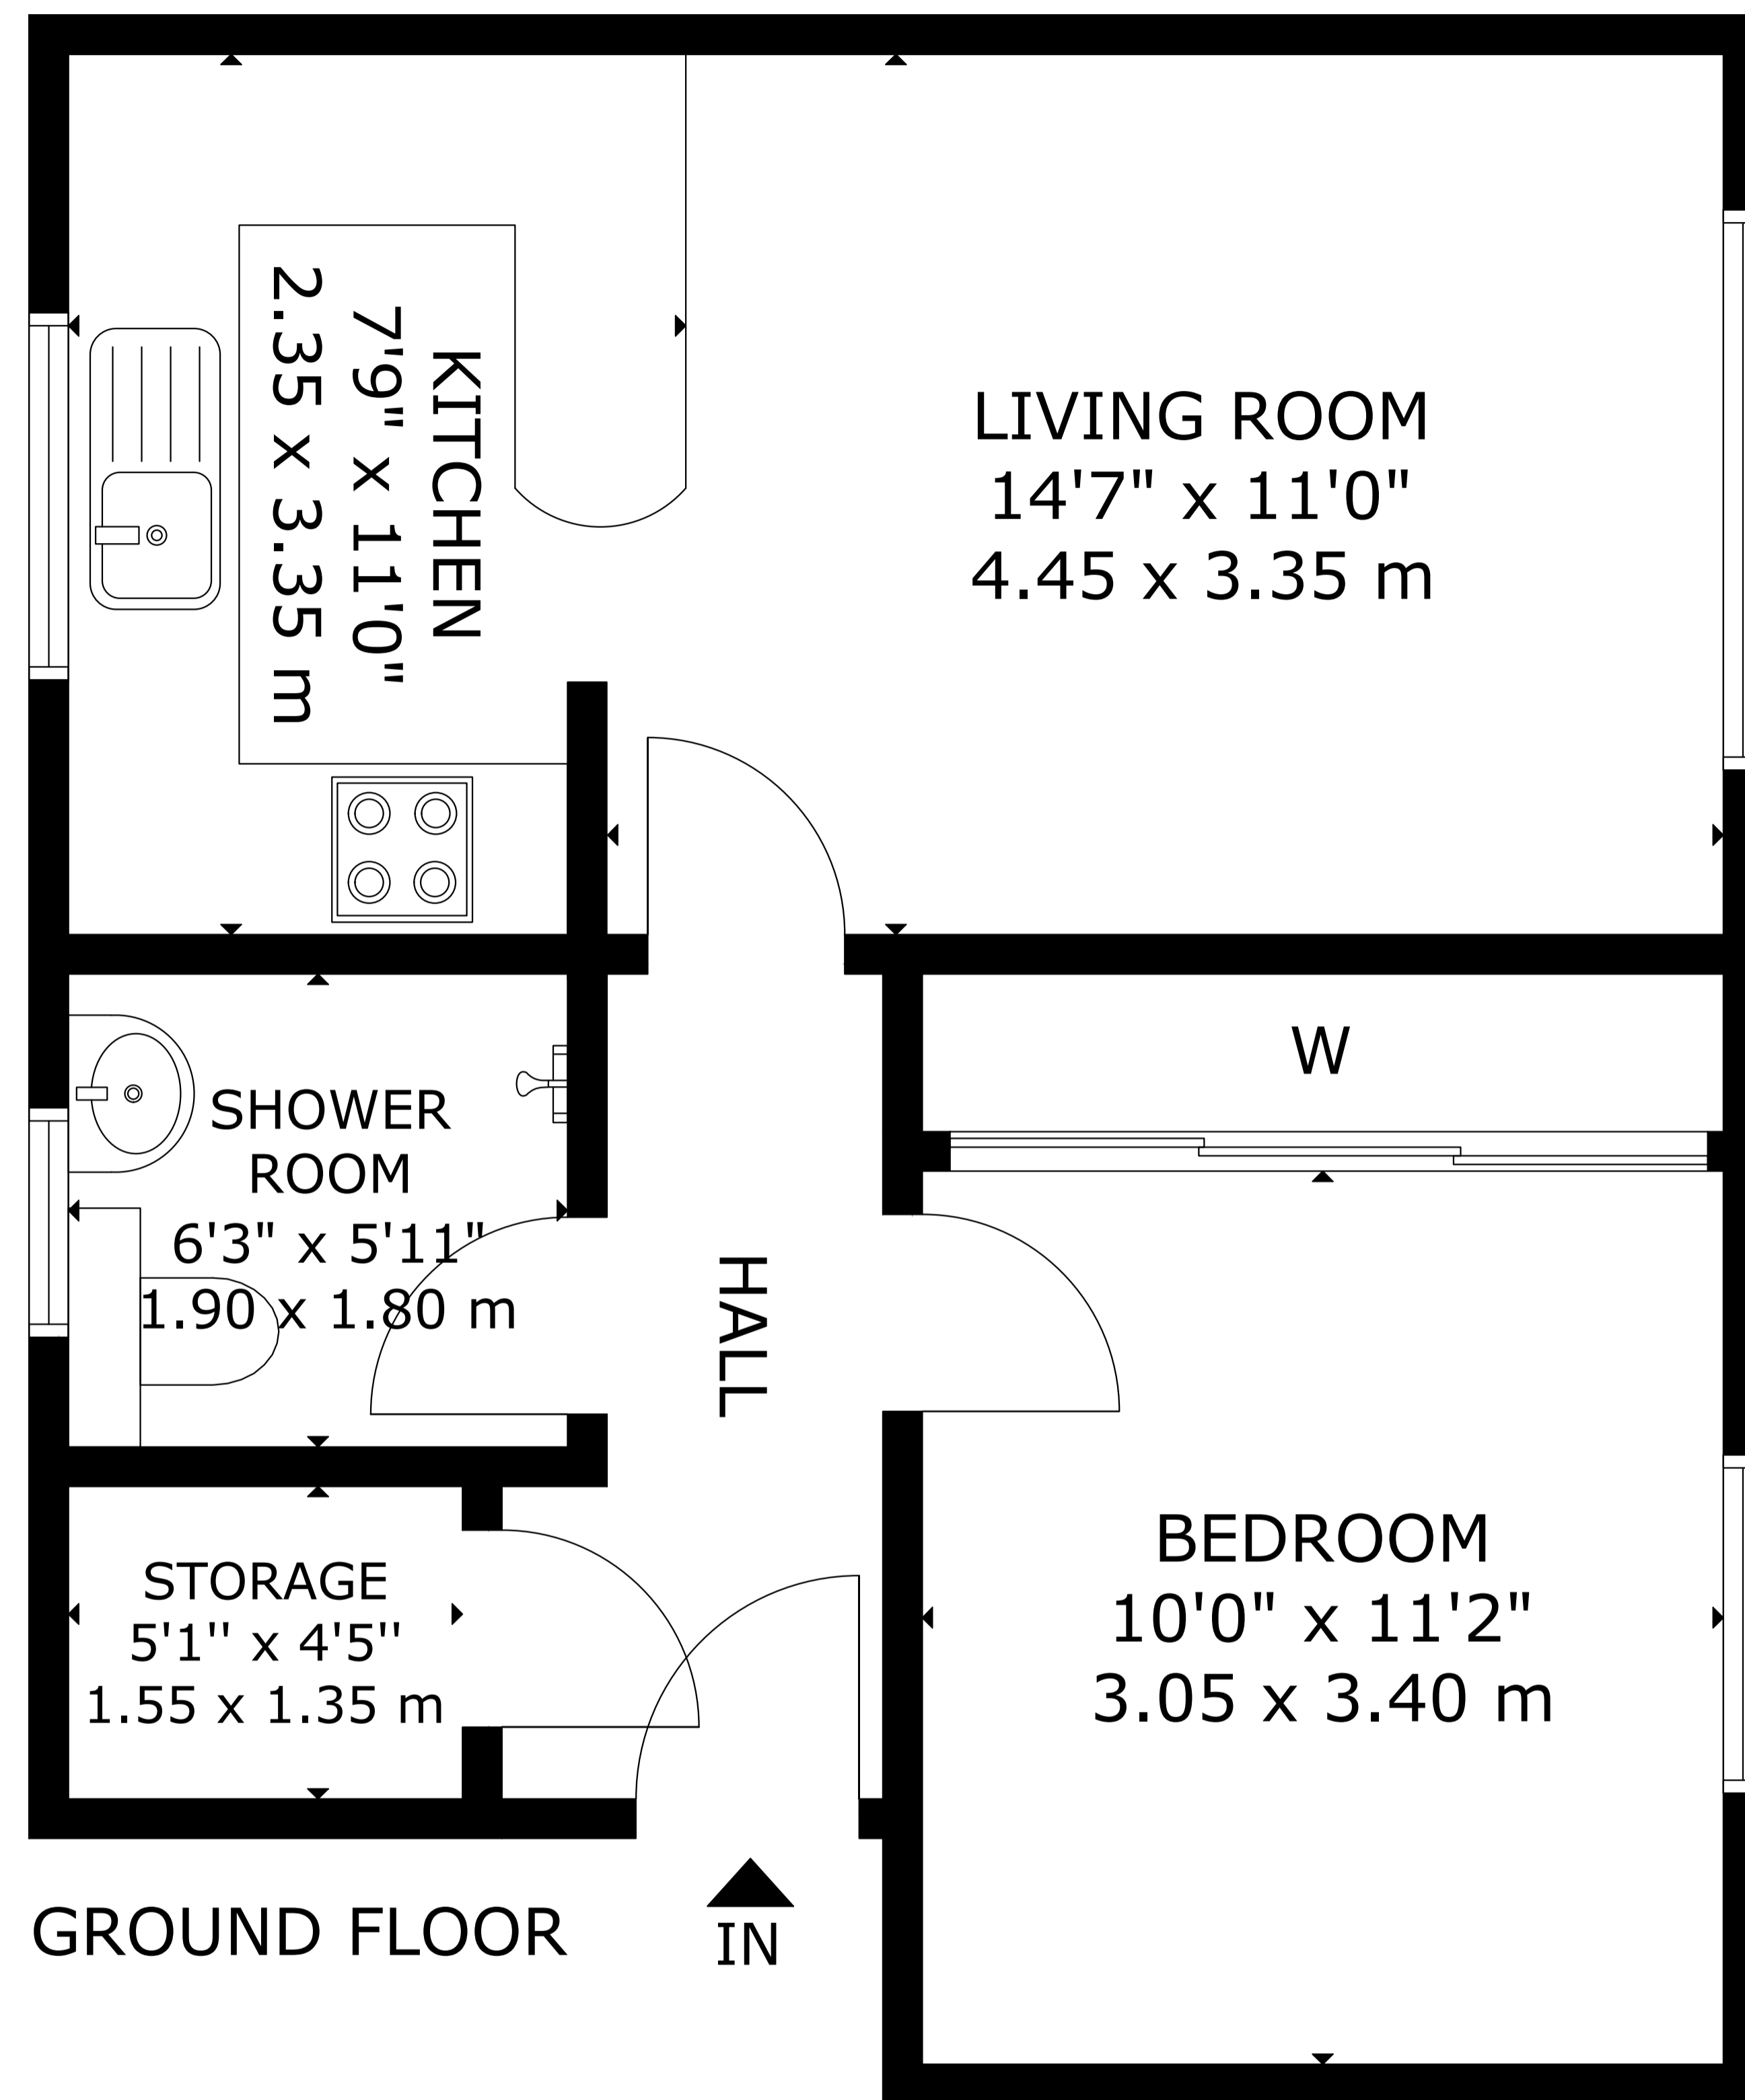 KITCHEN
7'9" x 11'0"
2.35 x 3.35 m
LIVING ROOM
14'7" x 11'0"
4.45 x 3.35 m
W
SHOWER
ROOM
6'3" x 5'11"
1.90 x 1.80 m
HALL
BEDROOM
10'0" x 11'2"
3.05 x 3.40 m
STORAGE
5'1" x 4'5"
1.55 x 1.35 m
GROUND FLOOR
IN